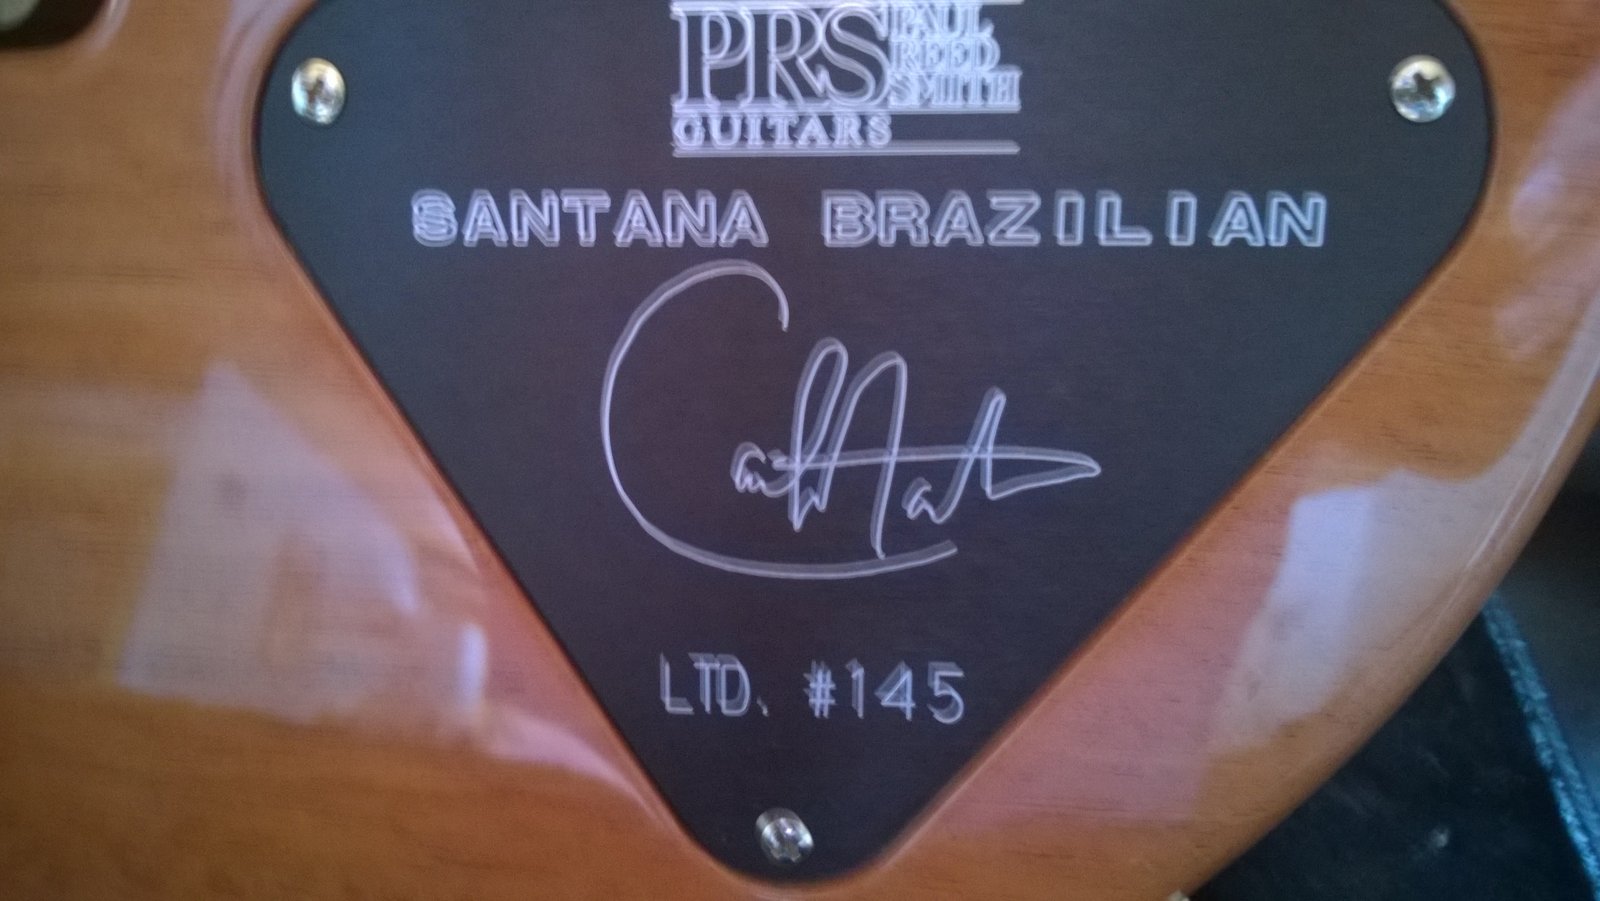 PRS PAUL
REED
SMITH
GUITARS
SANTANA BRAZILIAN
LTD. #145